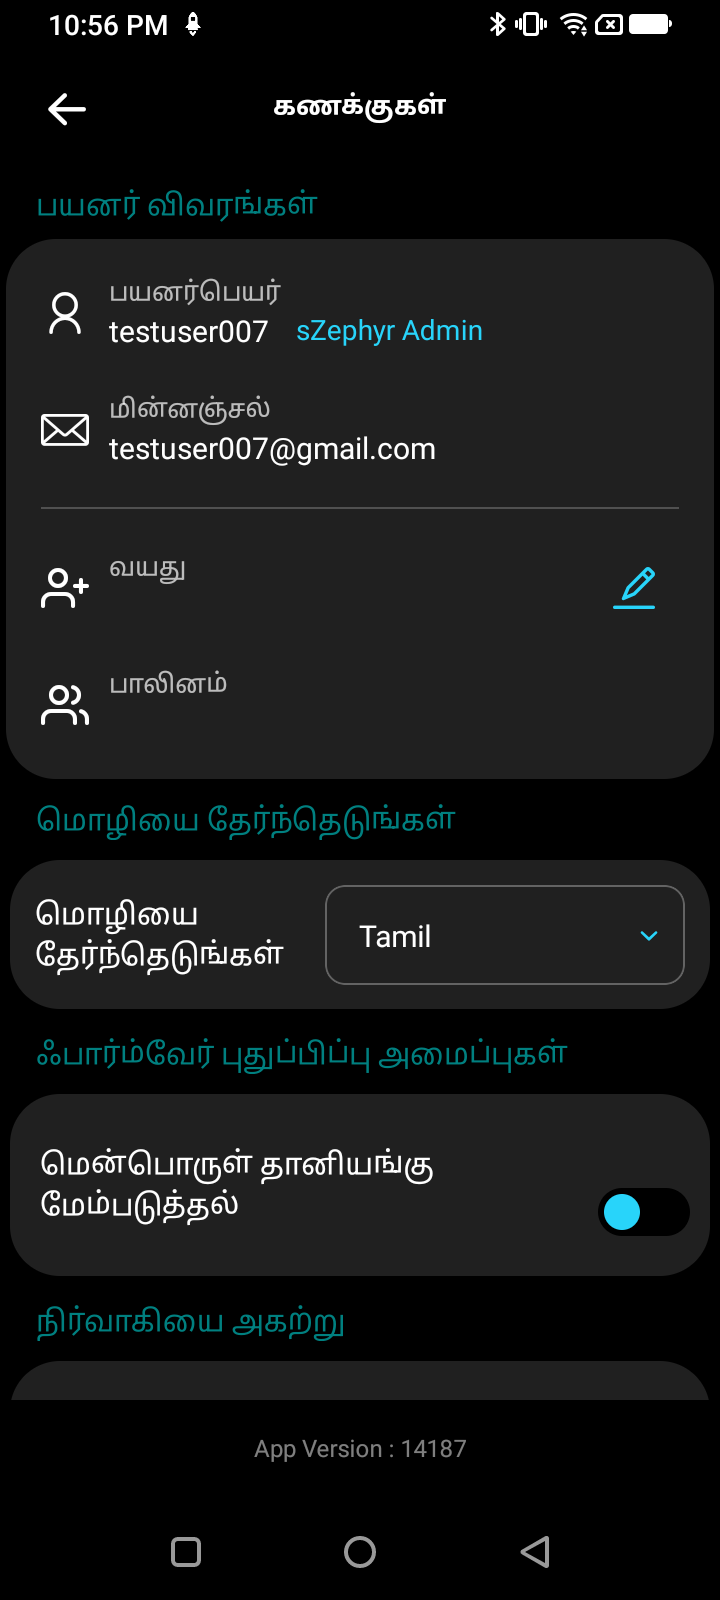 10:56 PM
கணக்குகள்
பயனர் விவரங்கள்
பயனர்பெயர்
testuser007 sZephyr Admin
மின்னஞ்சல்
testuser007@gmail.com
வயது
பாலினம்
மொழியை தேர்ந்தெடுங்கள்
மொழியை
தேர்ந்தெடுங்கள்
Tamil
ஃபார்ம்வேர் புதுப்பிப்பு அமைப்புகள்
மென்பொருள் தானியங்கு
மேம்படுத்தல்
நிர்வாகியை அகற்று
App Version : 14187